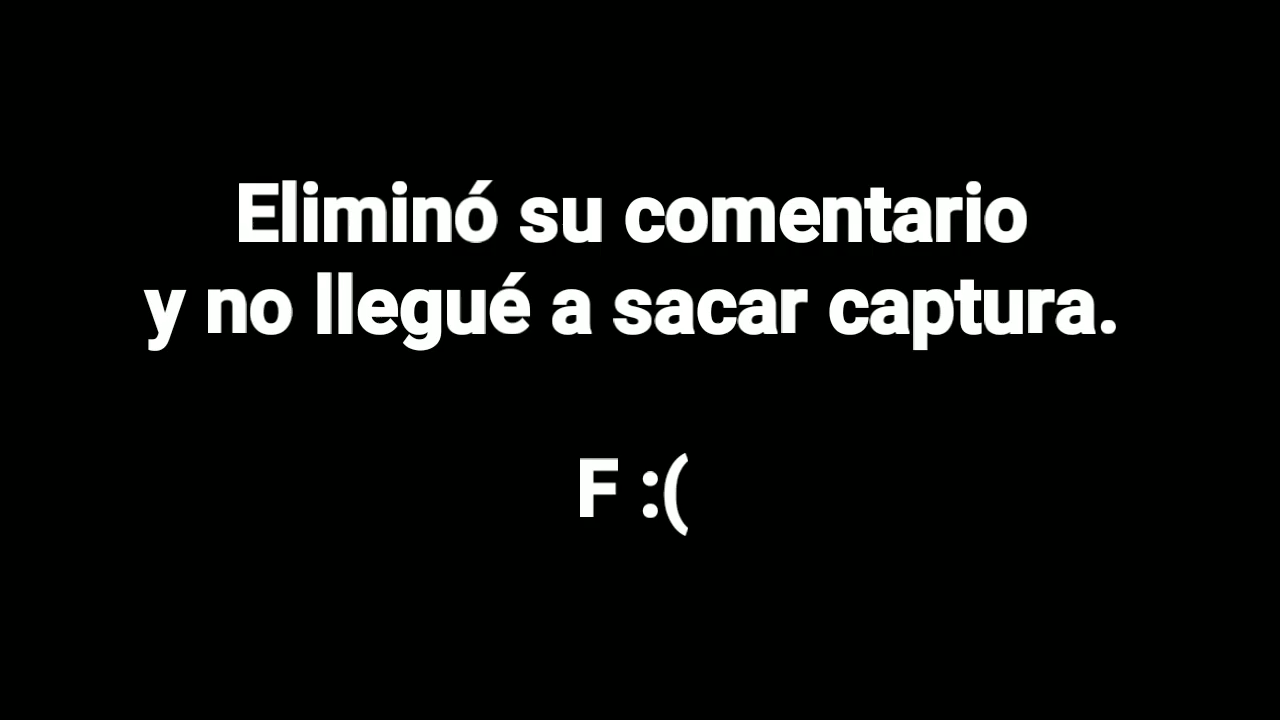 Eliminó su comentario
y no llegué a sacar captura.
F :(